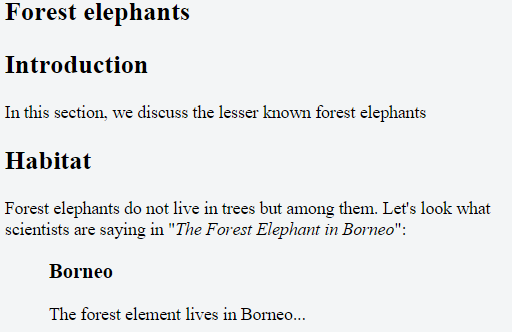 Forest elephants
Introduction
In this section, we discuss the lesser known forest elephants
Habitat
Forest elephants do not live in trees but among them. Let's look what
scientists are saying in "The Forest Elephant in Borneo":
Borneo
The forest element lives in Borneo...